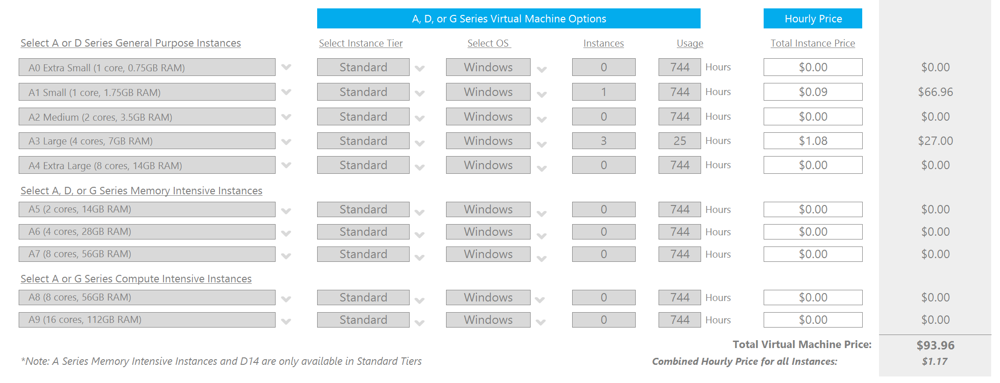 A, D, or G Series Virtual Machine Options Hourly Price
Select A or D Series General Purpose Instances Select Instance Tier Select OS Instances Usage Total Instance Price
A0 Extra Small (1 core, 0.75GB RAM) Standard Windows 0 744 Hours $0.00 $0.00
A1 Small (1 core, 1.75GB RAM) Standard Windows 1 744 Hours $0.09 $66.96
A2 Medium (2 cores, 3.5GB RAM) Standard Windows 0 744 Hours $0.00 $0.00
A3 Large (4 cores, 7GB RAM) Standard Windows 3 25 Hours $1.08 $27.00
A4 Extra Large (8 cores, 14GB RAM) Standard Windows 0 744 Hours $0.00 $0.00
Select A, D, or G Series Memory Intensive Instances
A5 (2 cores, 14GB RAM) Standard Windows 0 744 Hours $0.00 $0.00
A6 (4 cores, 28GB RAM) Standard Windows 0 744 Hours $0.00 $0.00
A7 (8 cores, 56GB RAM) Standard Windows 0 744 Hours $0.00 $0.00
Select A or G Series Compute Intensive Instances
A8 (8 cores, 56GB RAM) Standard Windows 0 744 Hours $0.00 $0.00
A9 (16 cores, 112GB RAM) Standard Windows 0 744 Hours $0.00 $0.00
Total Virtual Machine Price: $93.96
*Note: A Series Memory Intensive Instances and D14 are only available in Standard Tiers Combined Hourly Price for all Instances: $1.17